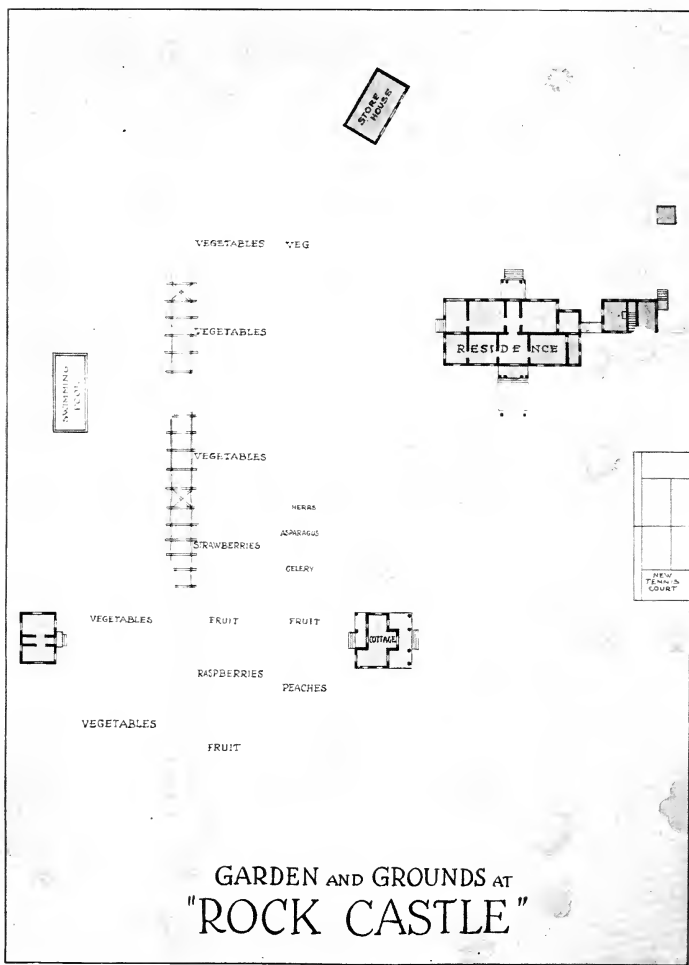 STORE
HOUSE
VEGETABLES VEG
VEGETABLES
RESIDENCE
SWIMMING
POOL
VEGETABLES
HERBS
ASPARAGUS
STRAWBERRIES
CELERY
NEW
TENNIS
COURT
VEGETABLES FRUIT FRUIT
COTTAGE
RASPBERRIES
PEACHES
VEGETABLES
FRUIT
GARDEN AND GROUNDS AT
"ROCK CASTLE"